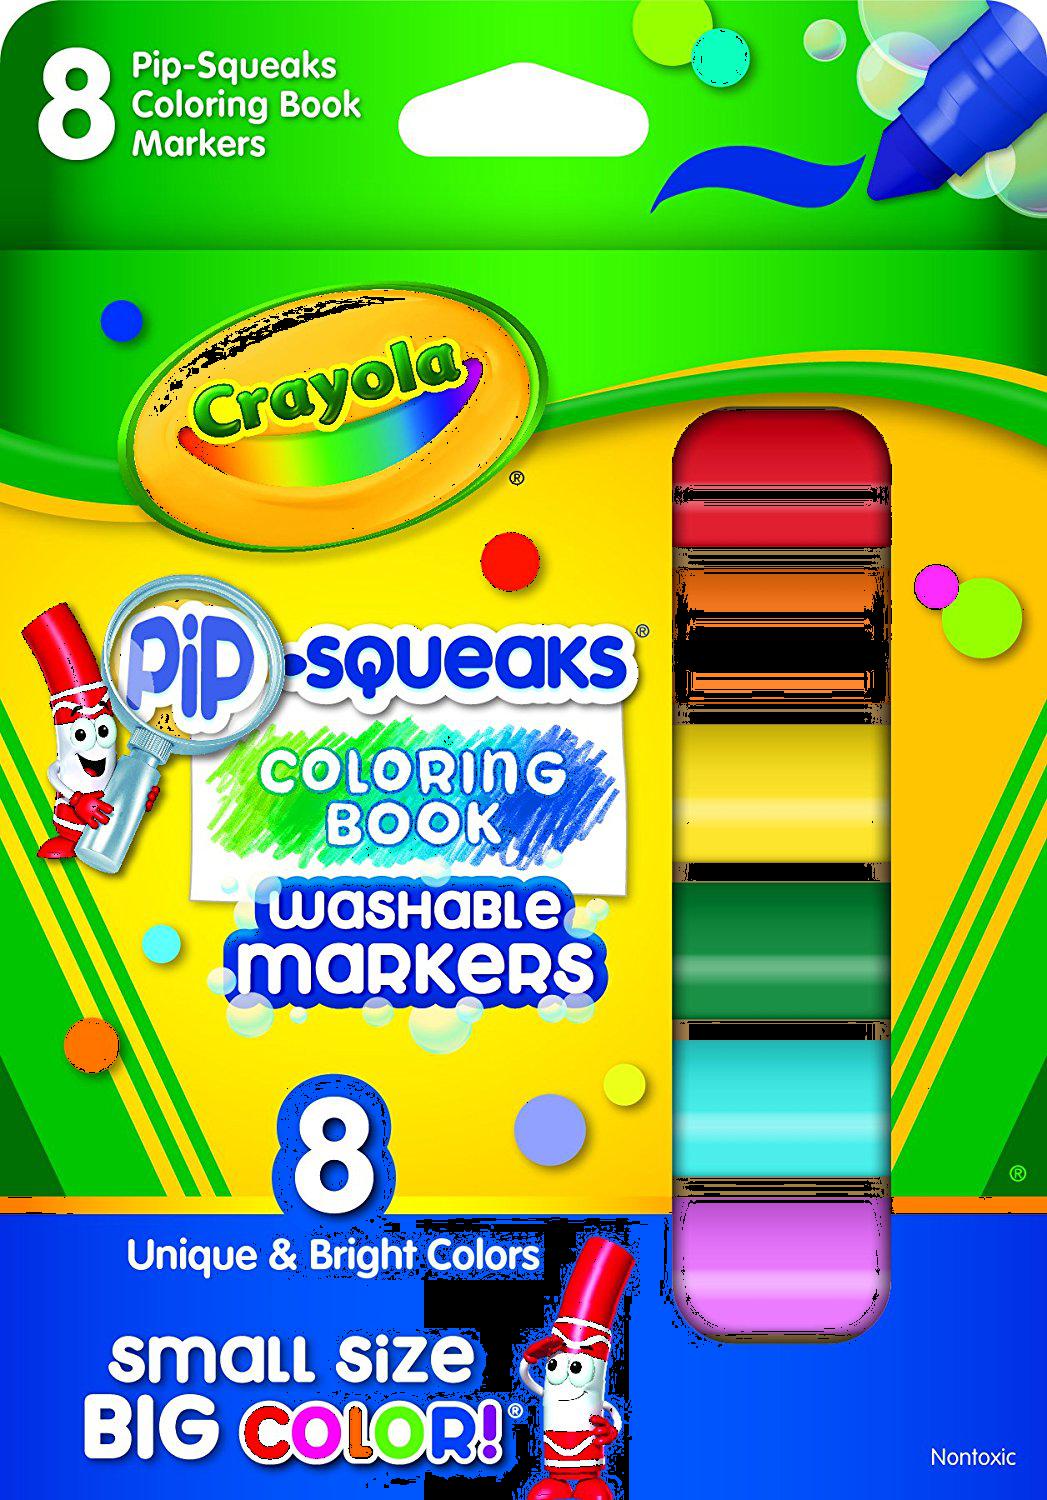 8
Pip-Squeaks
Coloring Book
Markers
Crayola
®
Pip-Squeaks®
COLORING
BOOK
WASHABLE
MARKERS
8
Unique & Bright Colors
®
small size
BIG COLOR!®
Nontoxic